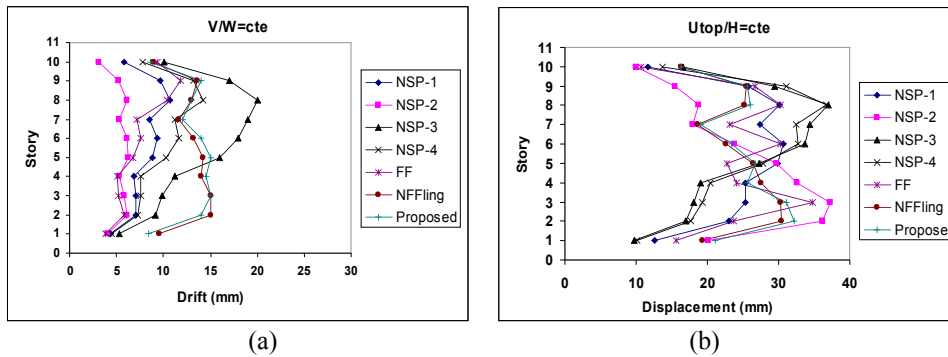 V/W=cte
11
10
9
8
7
6
5
4
3
2
1
0
Story
0 5 10 15 20 25 30
Drift (mm)
NSP-1
NSP-2
NSP-3
NSP-4
FF
NFFling
Proposed
(a)
Utop/H=cte
11
10
9
8
7
6
5
4
3
2
1
0
Story
0 10 20 30 40
Displacement (mm)
NSP-1
NSP-2
NSP-3
NSP-4
FF
NFFling
Propose
(b)